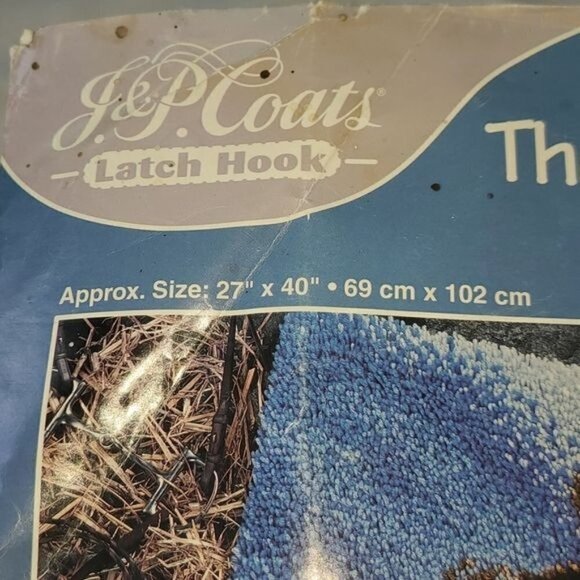 J.&P. Coats®
Latch Hook
Th
Approx. Size: 27" x 40" • 69 cm x 102 cm